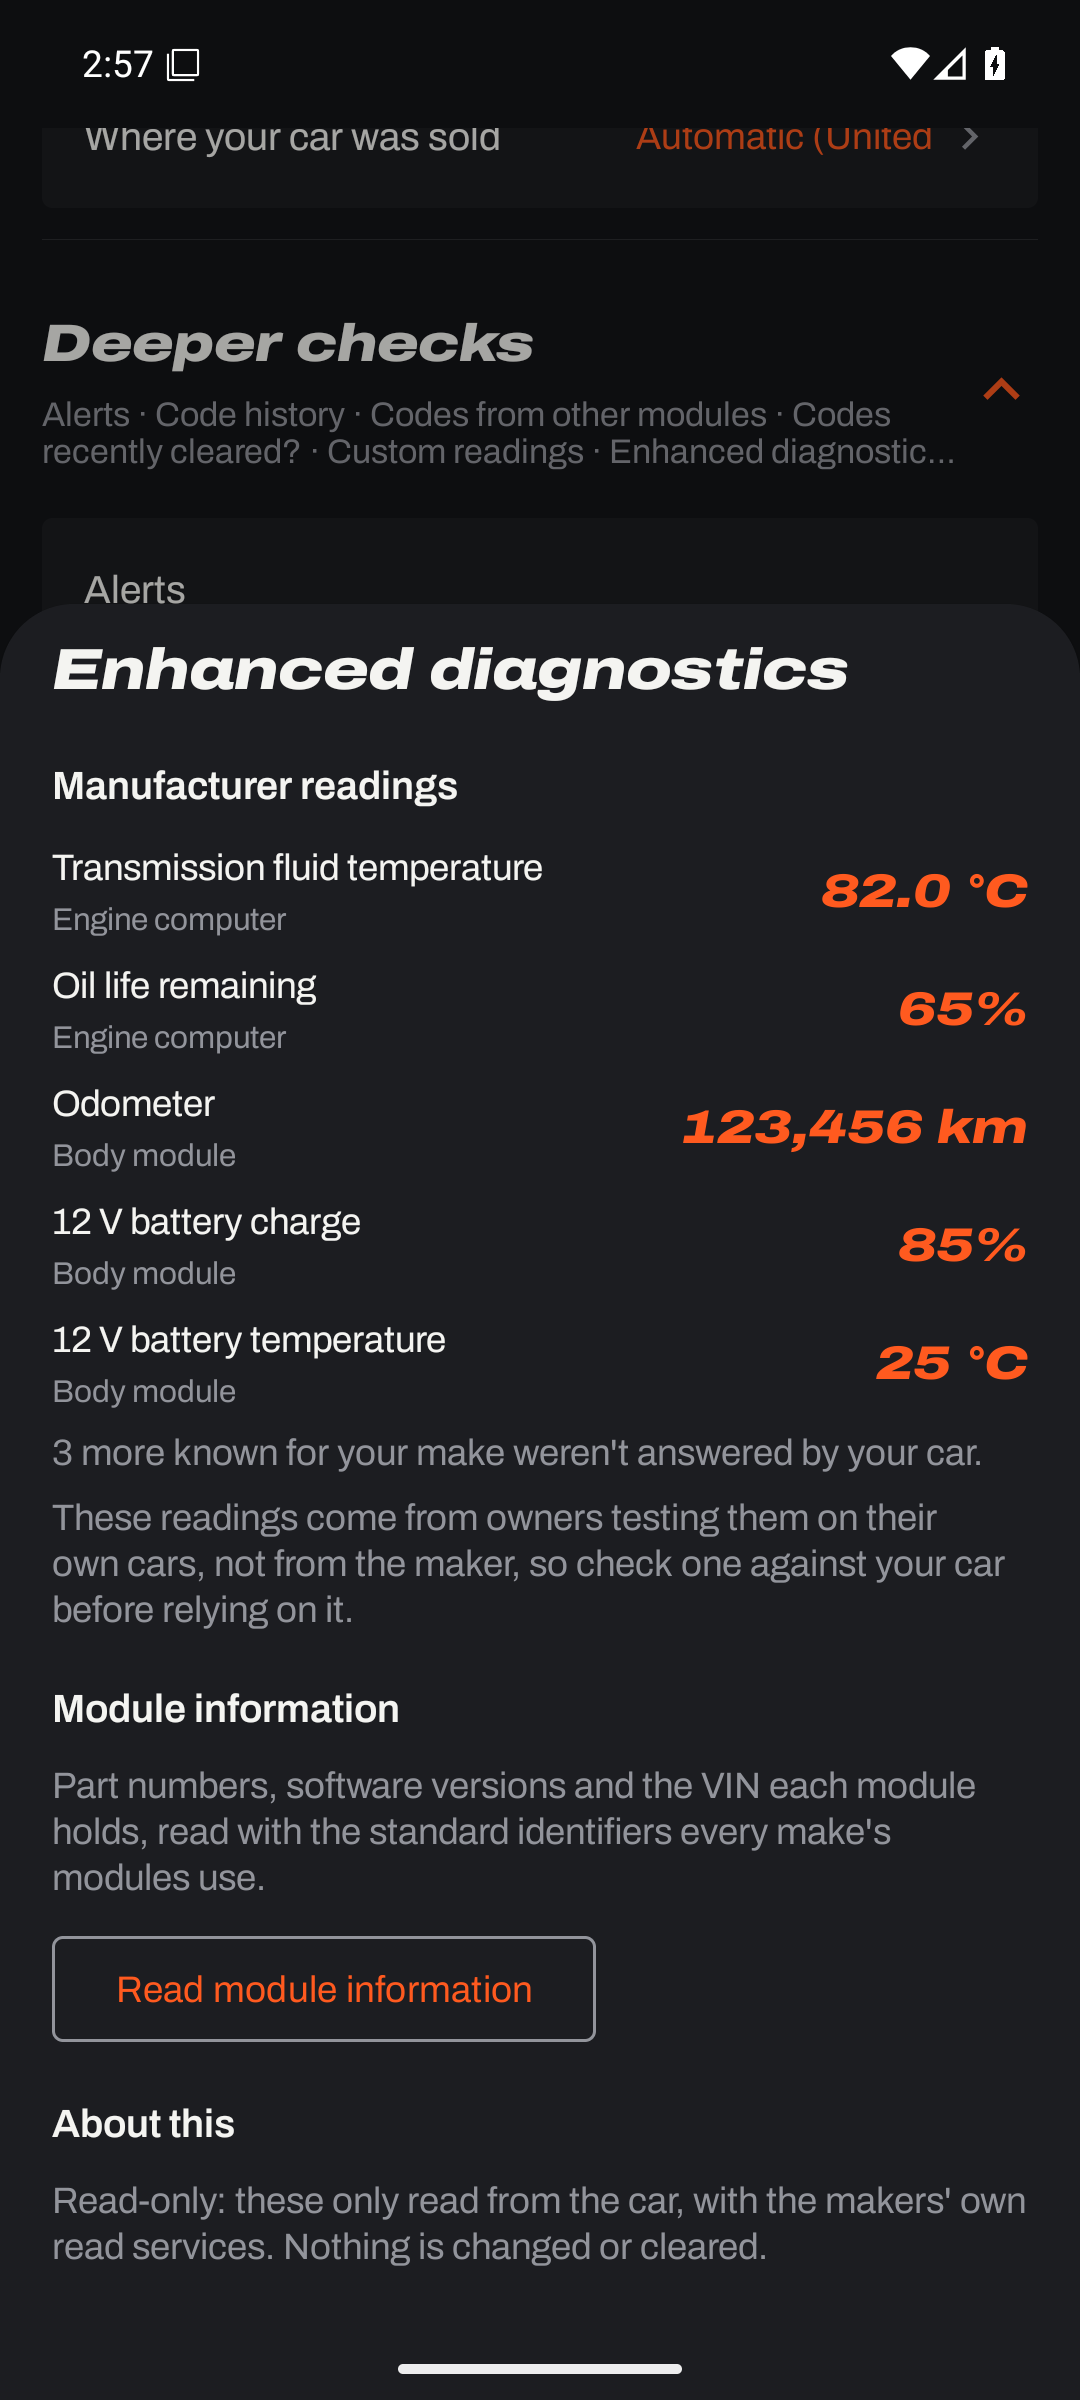 2:57
Where your car was sold
Automatic (United
Deeper checks
Alerts · Code history · Codes from other modules · Codes
recently cleared? · Custom readings · Enhanced diagnostic...
Alerts
Enhanced diagnostics
Manufacturer readings
Transmission fluid temperature
82.0 °C
Engine computer
Oil life remaining
65%
Engine computer
Odometer
123,456 km
Body module
12 V battery charge
85%
Body module
12 V battery temperature
25 °C
Body module
3 more known for your make weren't answered by your car.
These readings come from owners testing them on their
own cars, not from the maker, so check one against your car
before relying on it.
Module information
Part numbers, software versions and the VIN each module
holds, read with the standard identifiers every make's
modules use.
Read module information
About this
Read-only: these only read from the car, with the makers' own
read services. Nothing is changed or cleared.